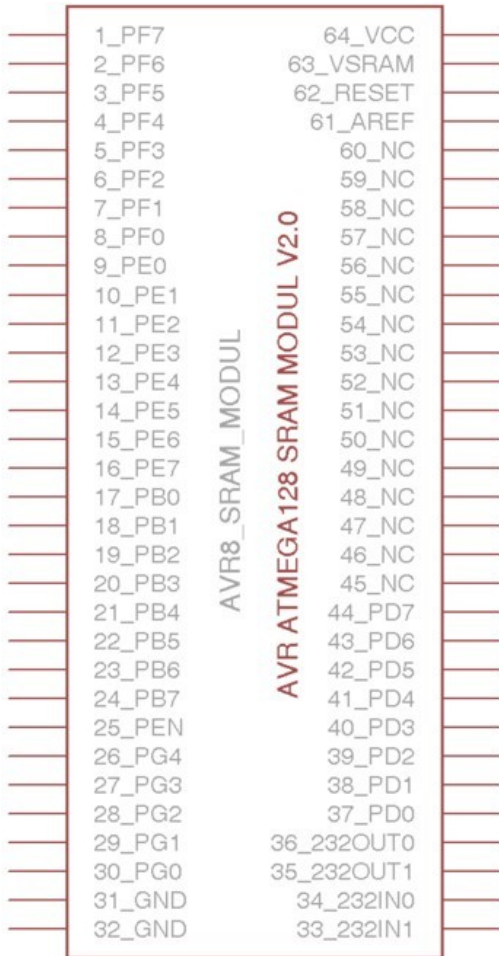 1_PF7
2_PF6
3_PF5
4_PF4
5_PF3
6_PF2
7_PF1
8_PF0
9_PE0
10_PE1
11_PE2
12_PE3
13_PE4
14_PE5
15_PE6
16_PE7
17_PB0
18_PB1
19_PB2
20_PB3
21_PB4
22_PB5
23_PB6
24_PB7
25_PEN
26_PG4
27_PG3
28_PG2
29_PG1
30_PG0
31_GND
32_GND
AVR8_SRAM_MODUL
AVR ATMEGA128 SRAM MODUL V2.0
64_VCC
63_VSRAM
62_RESET
61_AREF
60_NC
59_NC
58_NC
57_NC
56_NC
55_NC
54_NC
53_NC
52_NC
51_NC
50_NC
49_NC
48_NC
47_NC
46_NC
45_NC
44_PD7
43_PD6
42_PD5
41_PD4
40_PD3
39_PD2
38_PD1
37_PD0
36_232OUT0
35_232OUT1
34_232IN0
33_232IN1